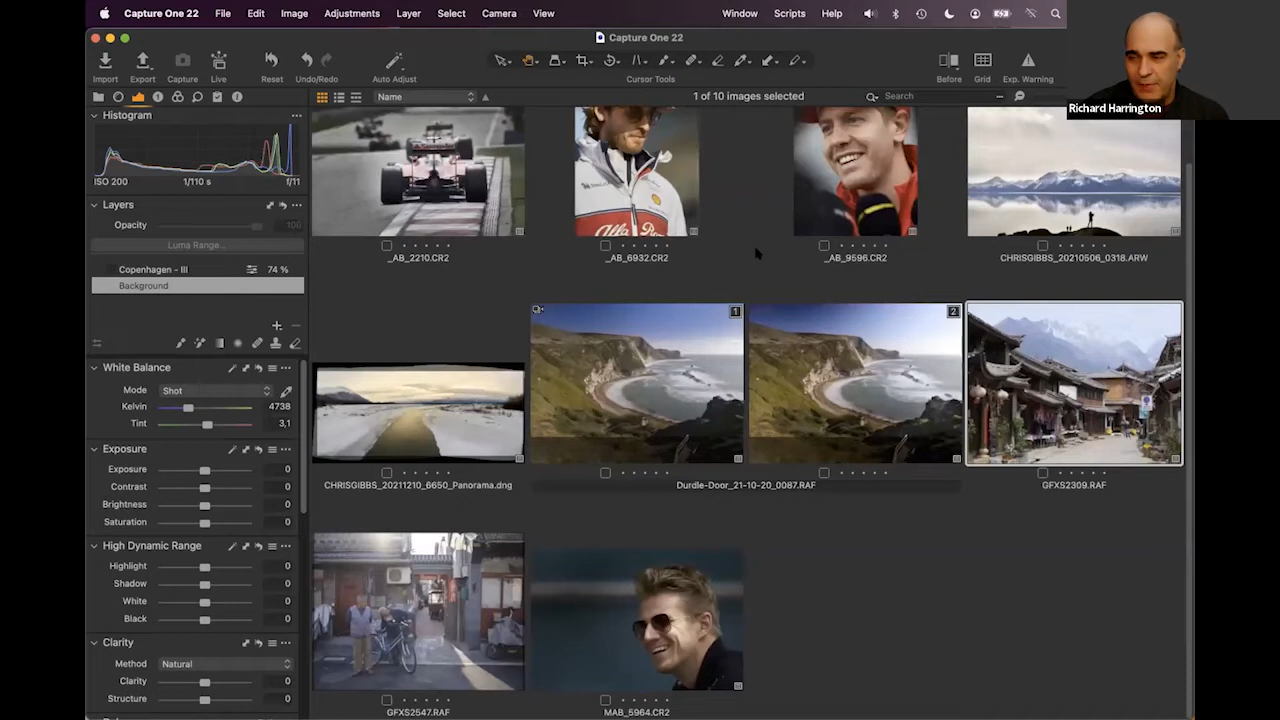 Capture One 22 File Edit Image Adjustments Layer Select Camera View Window Scripts Help
Capture One 22
Import Export Capture Live Reset Undo/Redo Auto Adjust Cursor Tools Before Grid Exp. Warning
Richard Harrington
Name 1 of 10 images selected Search
Histogram
ISO 200 1/110 s f/11
Layers
Opacity 100
Luma Range...
Copenhagen - III 74 %
Background
White Balance
Mode Shot
Kelvin 4738
Tint 3,1
Exposure
Exposure 0
Contrast 0
Brightness 0
Saturation 0
High Dynamic Range
Highlight 0
Shadow 0
White 0
Black 0
Clarity
Method Natural
Clarity 0
Structure 0
_AB_2210.CR2
_AB_6932.CR2
_AB_9596.CR2
CHRISGIBBS_20210506_0318.ARW
1
2
CHRISGIBBS_20211210_6650_Panorama.dng
Durdle-Door_21-10-20_0087.RAF
GFXS2309.RAF
GFXS2547.RAF
MAB_5964.CR2